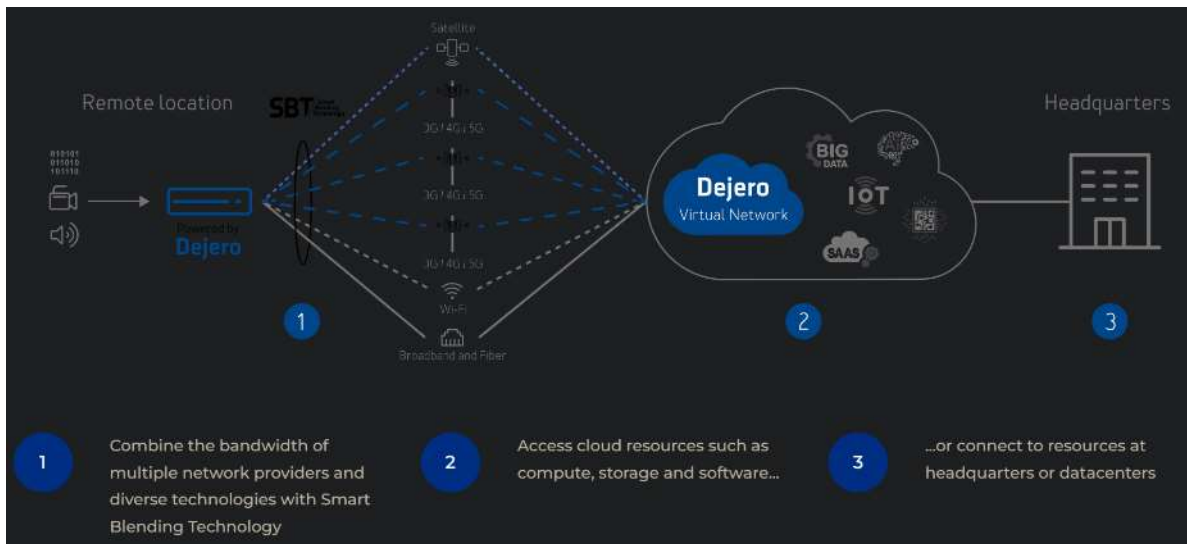 Satellite
Remote location
SBT
Headquarters
3G | 4G | 5G
010101
011010
101110
BIG
DATA
AI
Dejero
Virtual Network
IoT
3G | 4G | 5G
Powered by
Dejero
SAAS
3G | 4G | 5G
Wi-Fi
1
2
3
Broadband and Fiber
1
Combine the bandwidth of
multiple network providers and
diverse technologies with Smart
Blending Technology
2
Access cloud resources such as
compute, storage and software...
3
...or connect to resources at
headquarters or datacenters